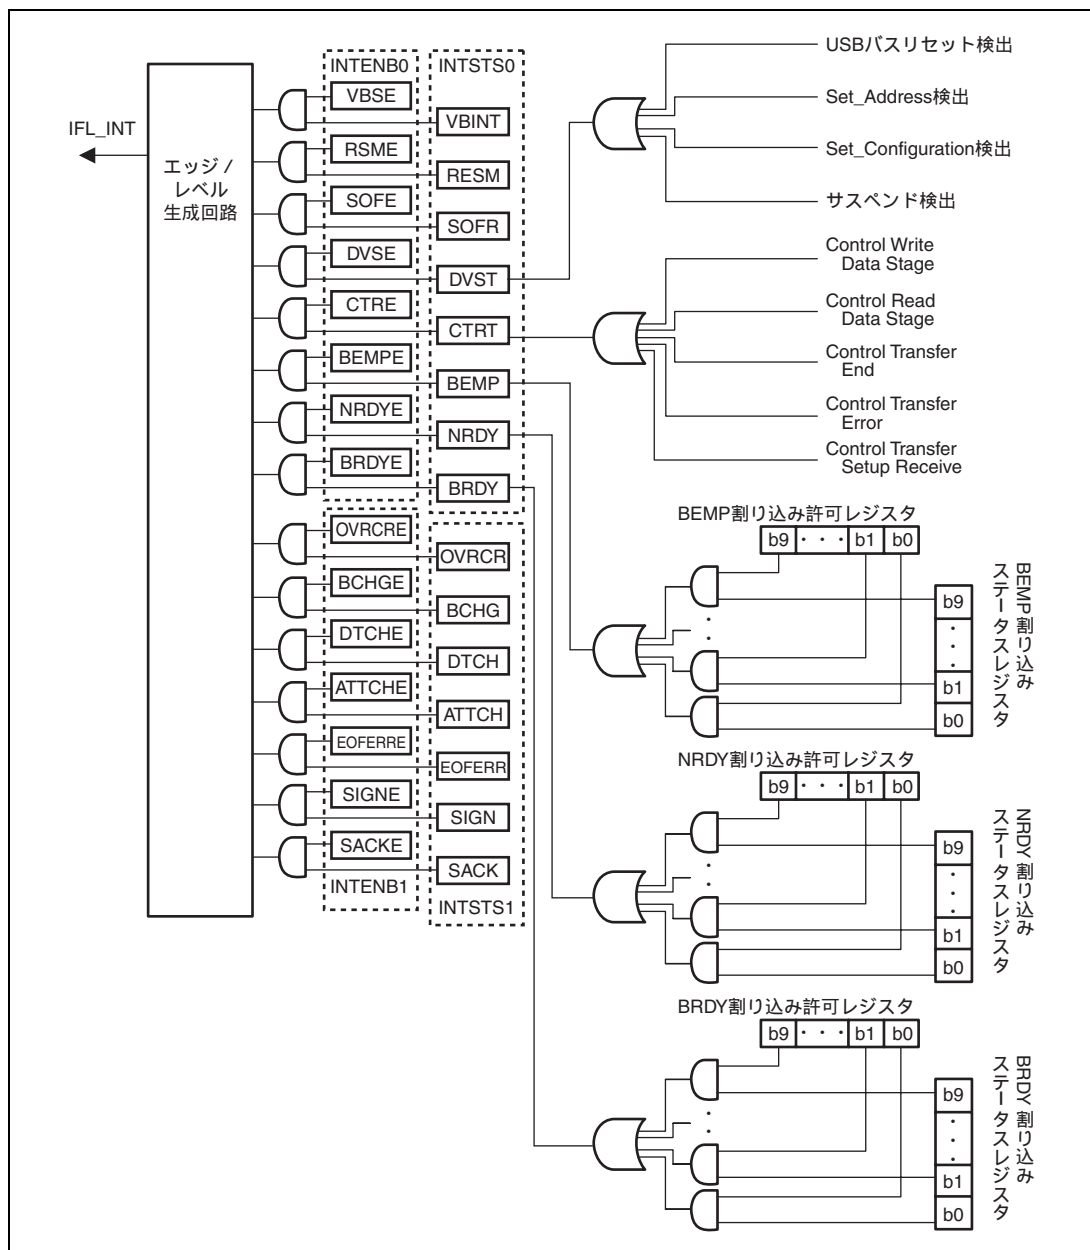 IFL_INT
エッジ /
レベル
生成回路
INTENB0
VBSE
RSME
SOFE
DVSE
CTRE
BEMPE
NRDYE
BRDYE
OVRCRE
BCHGE
DTCHE
ATTCHE
EOFERRE
SIGNE
SACKE
INTENB1
INTSTS0
VBINT
RESM
SOFR
DVST
CTRT
BEMP
NRDY
BRDY
OVRCR
BCHG
DTCH
ATTCH
EOFERR
SIGN
SACK
INTSTS1
USBバスリセット検出
Set_Address検出
Set_Configuration検出
サスペンド検出
Control Write
Data Stage
Control Read
Data Stage
Control Transfer
End
Control Transfer
Error
Control Transfer
Setup Receive
BEMP割り込み許可レジスタ
b9 ・・・ b1 b0
BEMP割り込み
ステータスレジスタ
b9
・・・
b1
b0
NRDY割り込み許可レジスタ
b9 ・・・ b1 b0
NRDY割り込み
ステータスレジスタ
b9
・・・
b1
b0
BRDY割り込み許可レジスタ
b9 ・・・ b1 b0
BRDY割り込み
ステータスレジスタ
b9
・・・
b1
b0